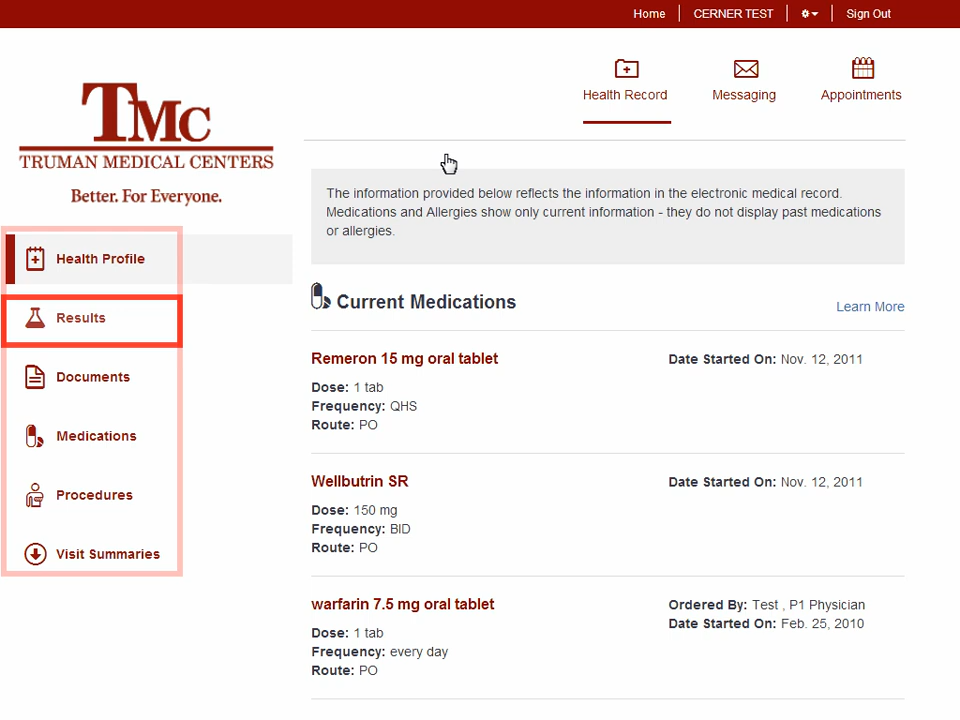 Home
CERNER TEST
Sign Out
Health Record
Messaging
Appointments
TMC
TRUMAN MEDICAL CENTERS
Better. For Everyone.
Health Profile
Results
Documents
Medications
Procedures
Visit Summaries
The information provided below reflects the information in the electronic medical record.
Medications and Allergies show only current information - they do not display past medications
or allergies.
Current Medications
Learn More
Remeron 15 mg oral tablet
Date Started On: Nov. 12, 2011
Dose: 1 tab
Frequency: QHS
Route: PO
Wellbutrin SR
Date Started On: Nov. 12, 2011
Dose: 150 mg
Frequency: BID
Route: PO
warfarin 7.5 mg oral tablet
Ordered By: Test , P1 Physician
Date Started On: Feb. 25, 2010
Dose: 1 tab
Frequency: every day
Route: PO